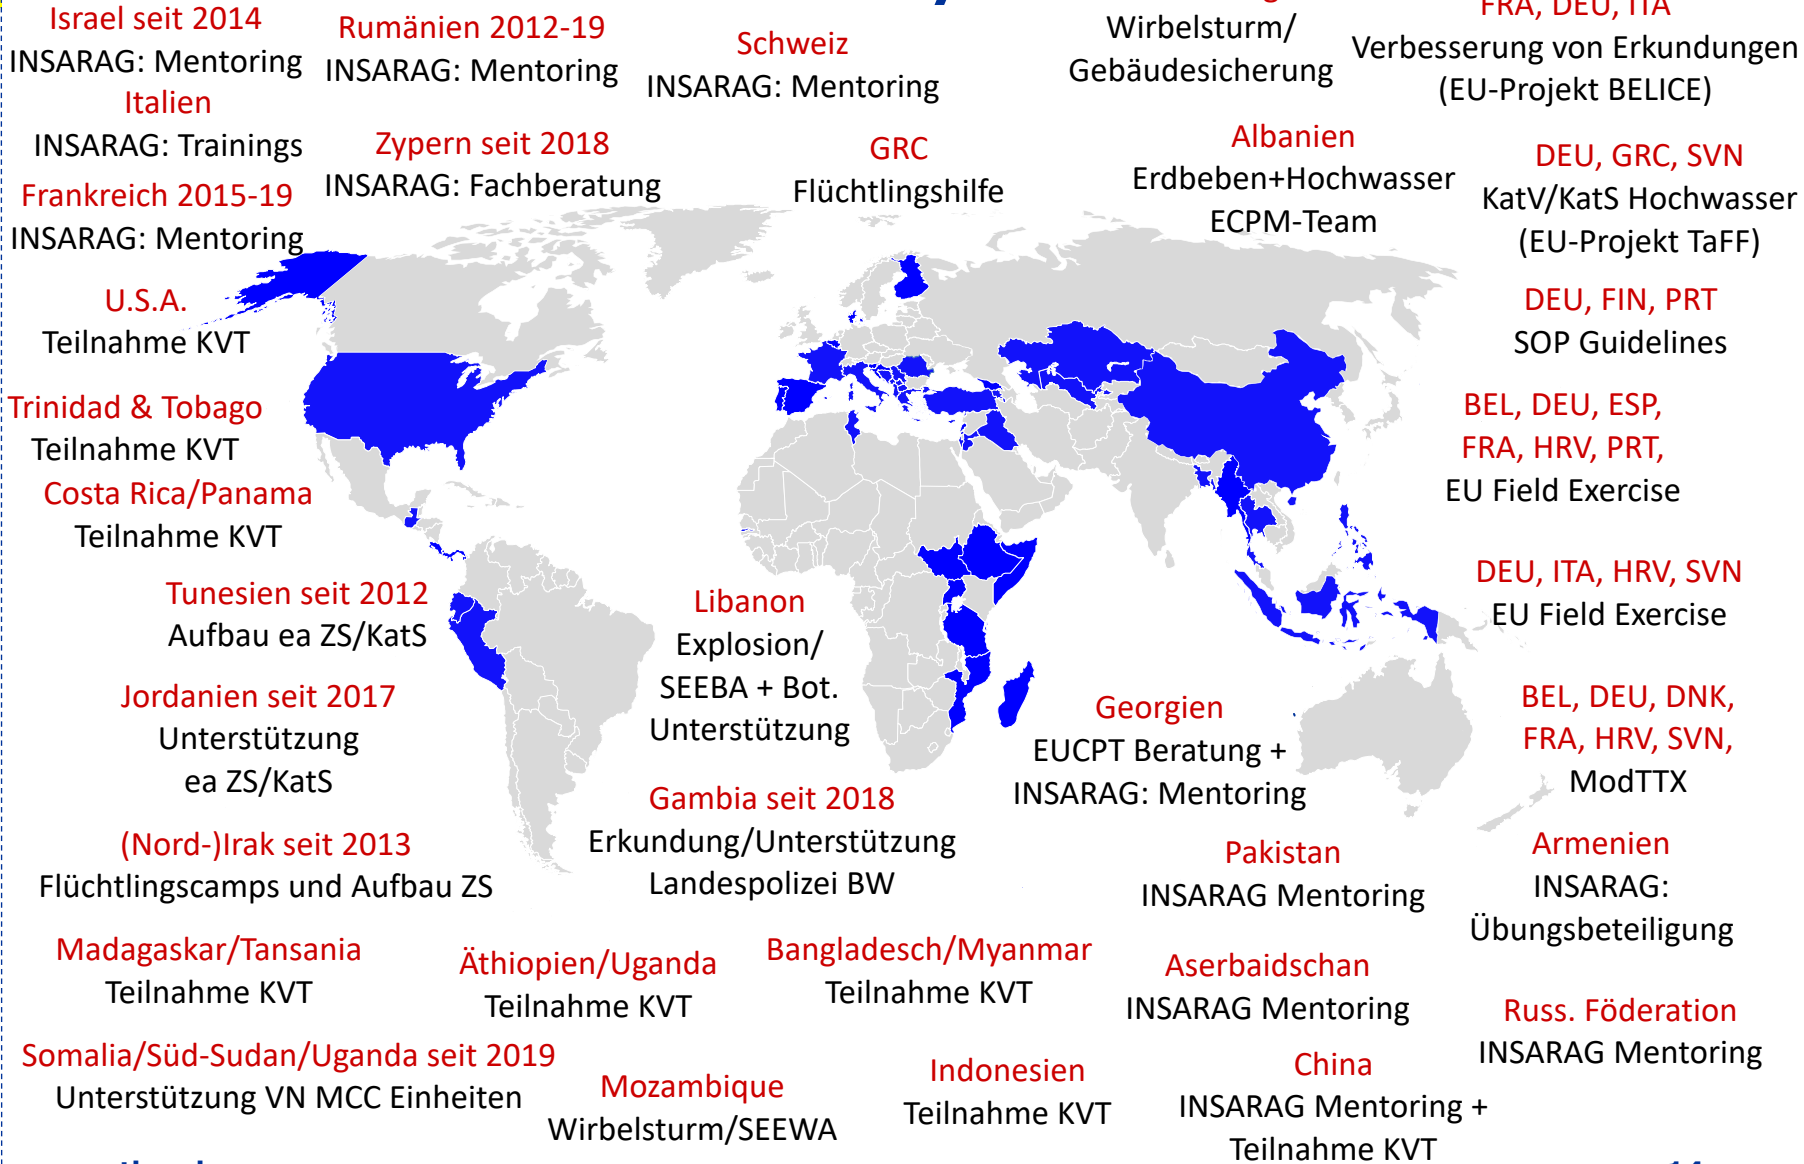 Israel seit 2014
INSARAG: Mentoring
Italien
INSARAG: Trainings
Frankreich 2015-19
INSARAG: Mentoring
Rumänien 2012-19
INSARAG: Mentoring
Zypern seit 2018
INSARAG: Fachberatung
Schweiz
INSARAG: Mentoring
GRC
Flüchtlingshilfe
Wirbelsturm/
Gebäudesicherung
Albanien
Erdbeben+Hochwasser
ECPM-Team
FRA, DEU, ITA
Verbesserung von Erkundungen
(EU-Projekt BELICE)
DEU, GRC, SVN
KatV/KatS Hochwasser
(EU-Projekt TaFF)
DEU, FIN, PRT
SOP Guidelines
BEL, DEU, ESP,
FRA, HRV, PRT,
EU Field Exercise
DEU, ITA, HRV, SVN
EU Field Exercise
BEL, DEU, DNK,
FRA, HRV, SVN,
ModTTX
U.S.A.
Teilnahme KVT
Trinidad & Tobago
Teilnahme KVT
Costa Rica/Panama
Teilnahme KVT
Tunesien seit 2012
Aufbau ea ZS/KatS
Jordanien seit 2017
Unterstützung
ea ZS/KatS
(Nord-)Irak seit 2013
Flüchtlingscamps und Aufbau ZS
Libanon
Explosion/
SEEBA + Bot.
Unterstützung
Gambia seit 2018
Erkundung/Unterstützung
Landespolizei BW
Georgien
EUCPT Beratung +
INSARAG: Mentoring
Pakistan
INSARAG Mentoring
Armenien
INSARAG:
Übungsbeteiligung
Madagaskar/Tansania
Teilnahme KVT
Äthiopien/Uganda
Teilnahme KVT
Bangladesch/Myanmar
Teilnahme KVT
Aserbaidschan
INSARAG Mentoring
Russ. Föderation
INSARAG Mentoring
Somalia/Süd-Sudan/Uganda seit 2019
Unterstützung VN MCC Einheiten
Mozambique
Wirbelsturm/SEEWA
Indonesien
Teilnahme KVT
China
INSARAG Mentoring +
Teilnahme KVT